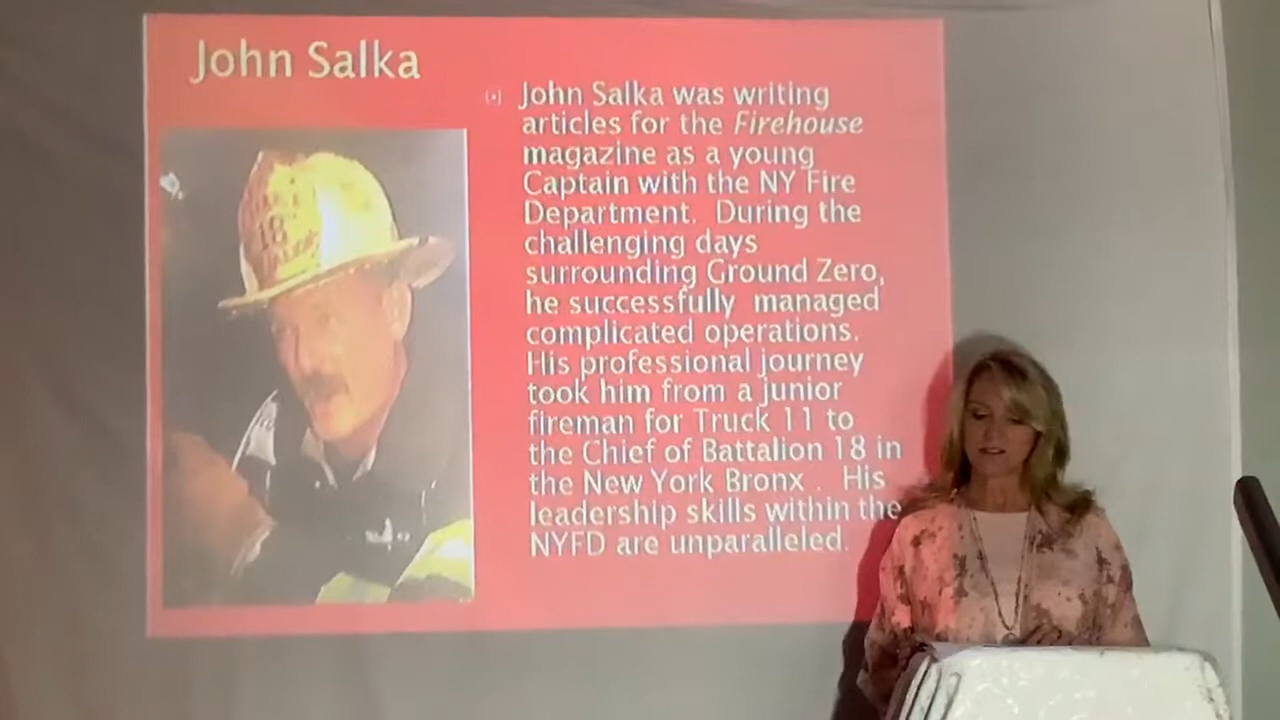 John Salka
John Salka was writing
articles for the Firehouse
magazine as a young
Captain with the NY Fire
Department. During the
challenging days
surrounding Ground Zero,
he successfully managed
complicated operations.
His professional journey
took him from a junior
fireman for Truck 11 to
the Chief of Battalion 18 in
the New York Bronx . His
leadership skills within the
NYFD are unparalleled.
18